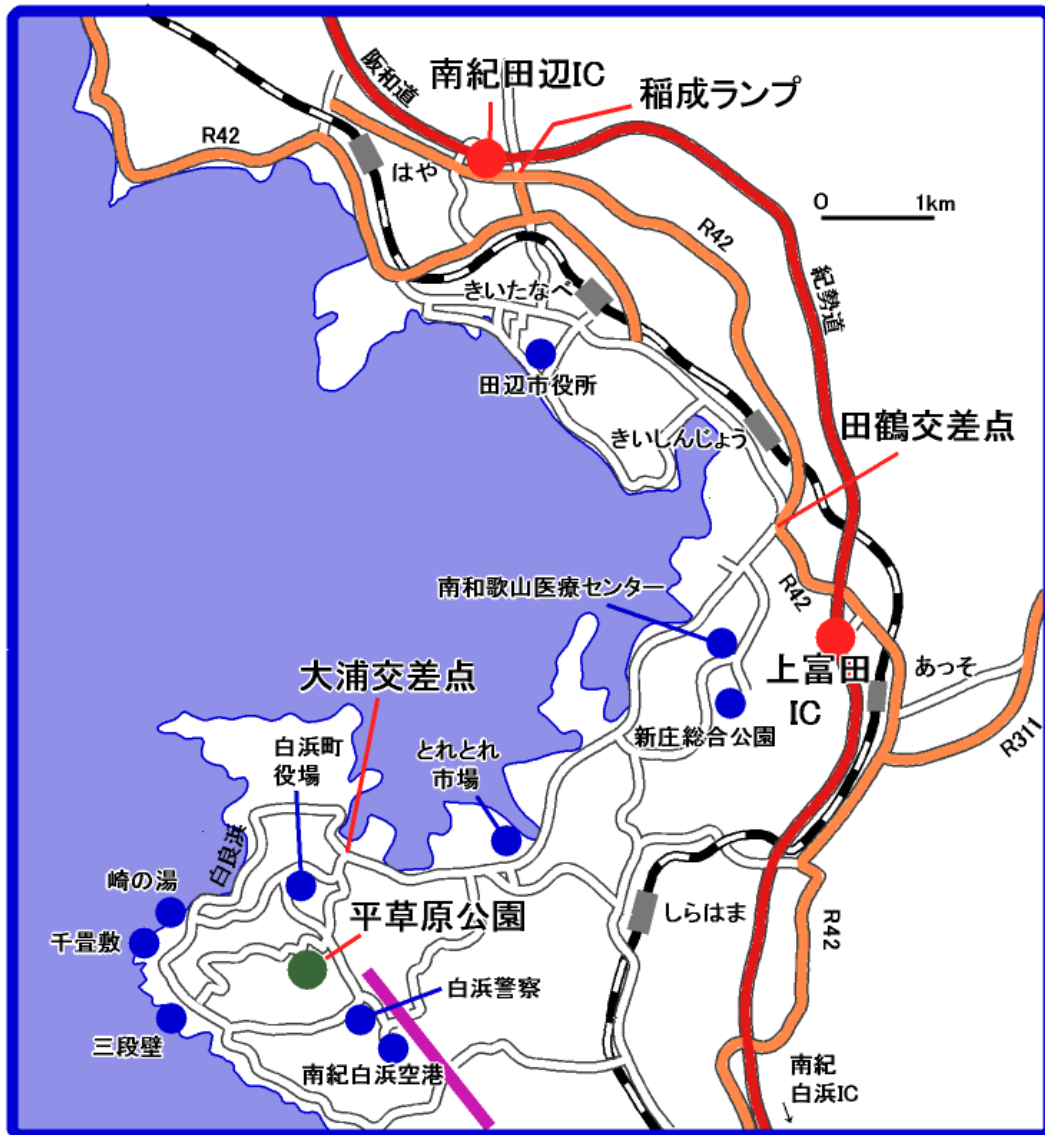 阪和道
南紀田辺IC
稲成ランプ
R42
はや
O 1km
R42
紀勢道
きいたなべ
田辺市役所
きいしんじょう
田鶴交差点
南和歌山医療センター
R42
上富田
IC
あっそ
大浦交差点
新庄総合公園
R311
白浜町
役場
とれとれ
市場
白良浜
崎の湯
千畳敷
平草原公園
しらはま
R42
白浜警察
三段壁
南紀白浜空港
南紀
白浜IC
↓